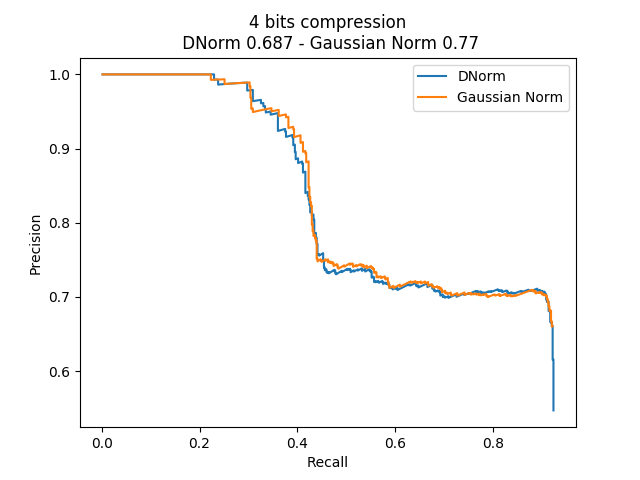 4 bits compression
DNorm 0.687 - Gaussian Norm 0.77
DNorm
Gaussian Norm
1.0
0.9
0.8
0.7
0.6
Precision
0.0
0.2
0.4
0.6
0.8
Recall